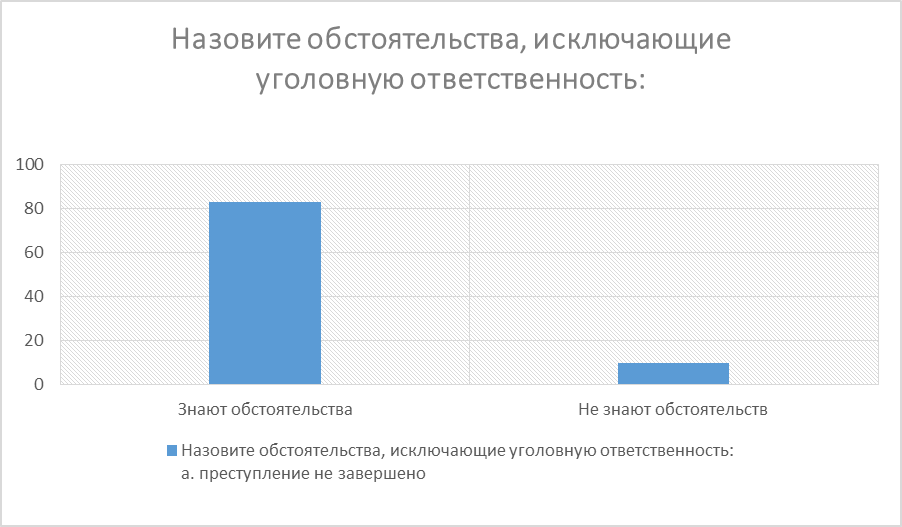 Назовите обстоятельства, исключающие
уголовную ответственность:
100
80
60
40
20
0
Знают обстоятельства
Не знают обстоятельств
Назовите обстоятельства, исключающие уголовную ответственность:
а. преступление не завершено